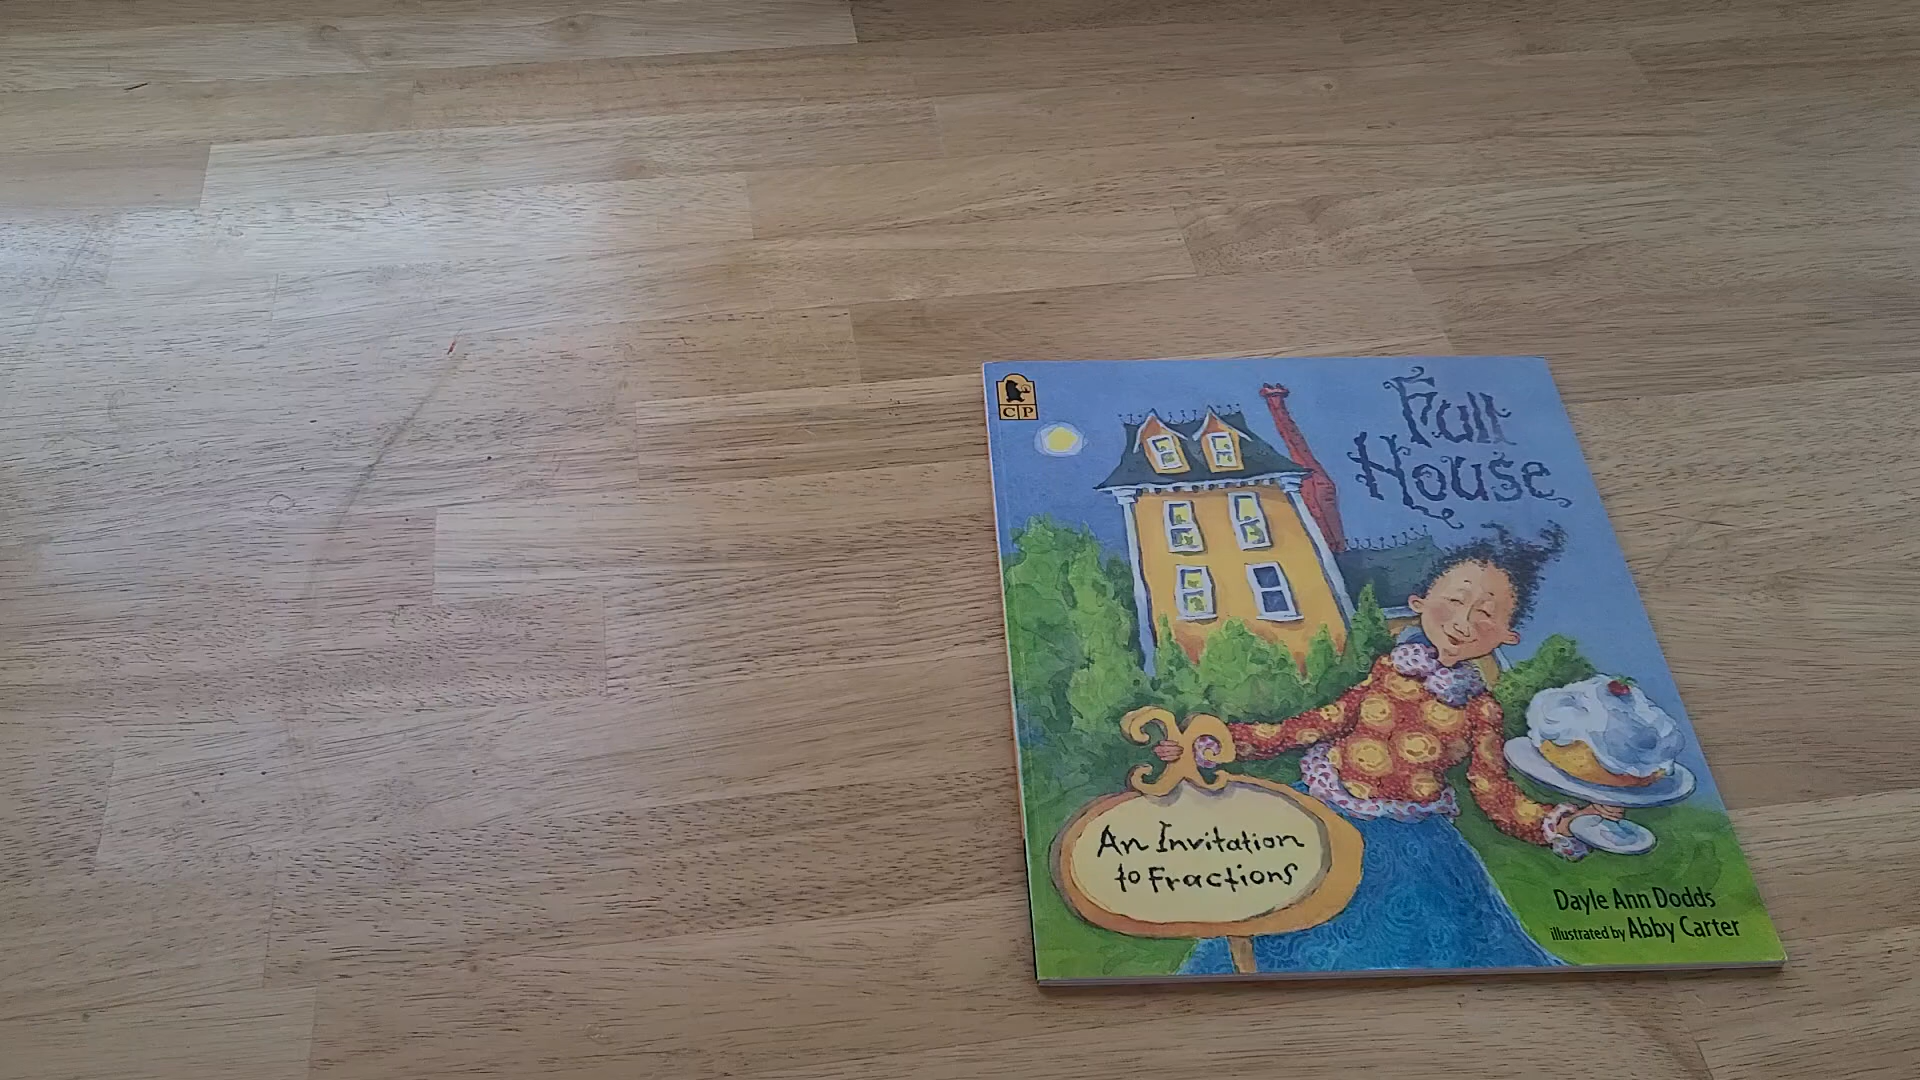 C P
Full
House
An Invitation
to Fractions
Dayle Ann Dodds
illustrated by Abby Carter